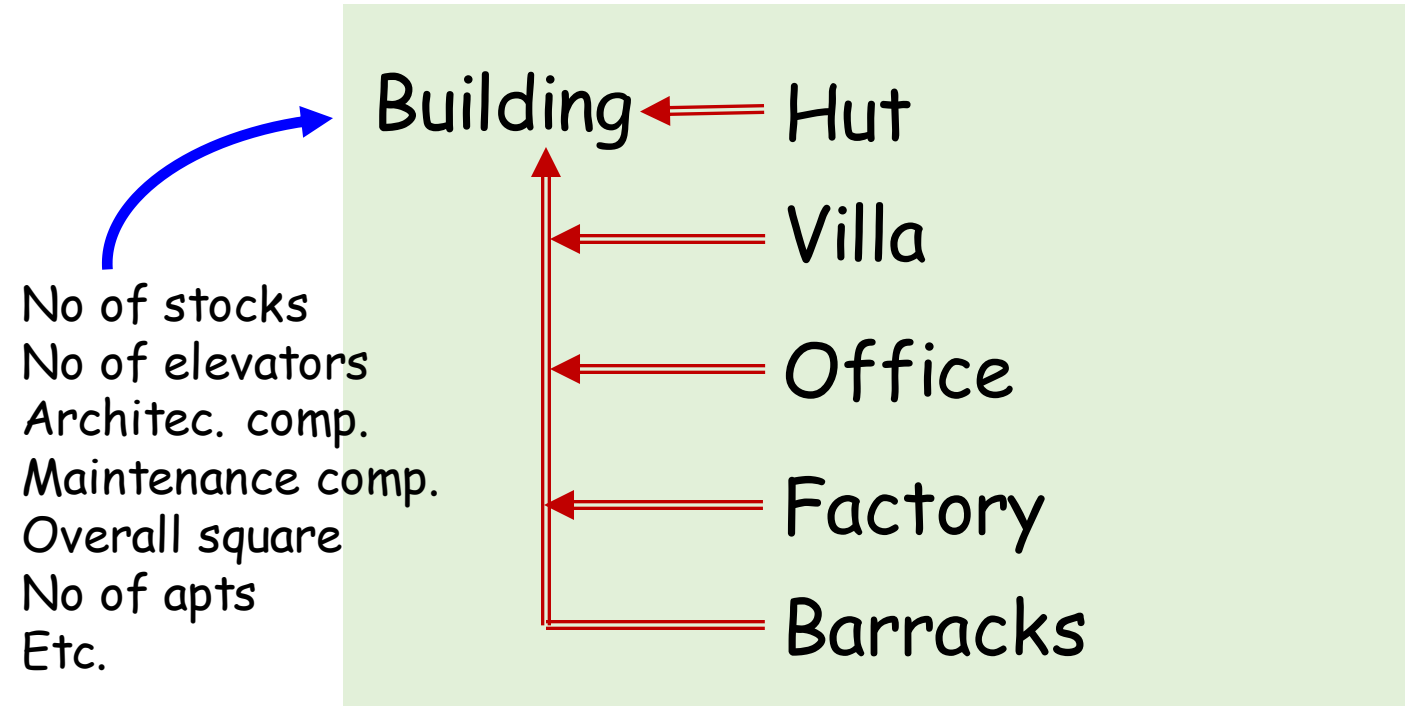 Building
Hut
Villa
Office
Factory
Barracks
No of stocks
No of elevators
Architec. comp.
Maintenance comp.
Overall square
No of apts
Etc.